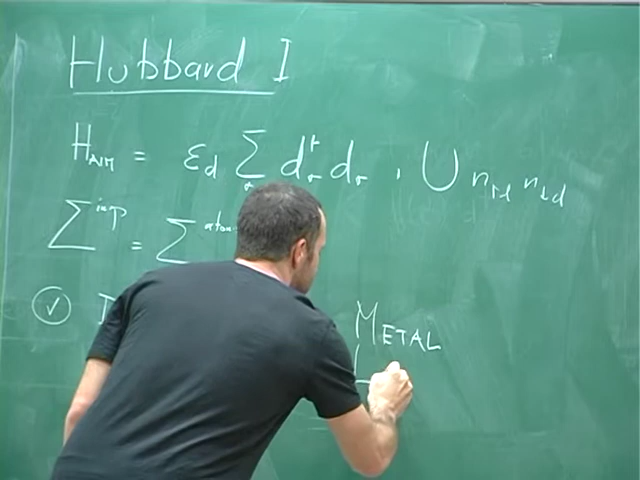 Hubbard I
H_AIM = ε_d Σ_σ d†_σ d_σ + U n_↑d n_↓d
Σ^imp = Σ^atom
✓
METAL